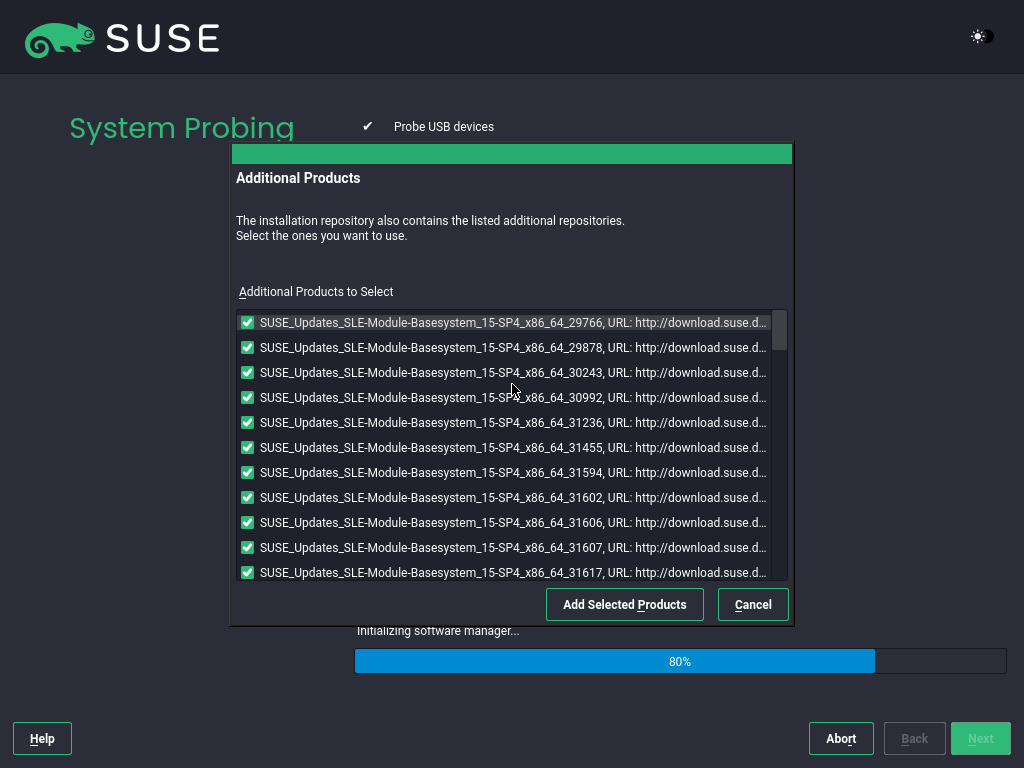 SUSE
System Probing
✔ Probe USB devices
Additional Products
The installation repository also contains the listed additional repositories.
Select the ones you want to use.
Additional Products to Select
SUSE_Updates_SLE-Module-Basesystem_15-SP4_x86_64_29766, URL: http://download.suse.d…
SUSE_Updates_SLE-Module-Basesystem_15-SP4_x86_64_29878, URL: http://download.suse.d…
SUSE_Updates_SLE-Module-Basesystem_15-SP4_x86_64_30243, URL: http://download.suse.d…
SUSE_Updates_SLE-Module-Basesystem_15-SP4_x86_64_30992, URL: http://download.suse.d…
SUSE_Updates_SLE-Module-Basesystem_15-SP4_x86_64_31236, URL: http://download.suse.d…
SUSE_Updates_SLE-Module-Basesystem_15-SP4_x86_64_31455, URL: http://download.suse.d…
SUSE_Updates_SLE-Module-Basesystem_15-SP4_x86_64_31594, URL: http://download.suse.d…
SUSE_Updates_SLE-Module-Basesystem_15-SP4_x86_64_31602, URL: http://download.suse.d…
SUSE_Updates_SLE-Module-Basesystem_15-SP4_x86_64_31606, URL: http://download.suse.d…
SUSE_Updates_SLE-Module-Basesystem_15-SP4_x86_64_31607, URL: http://download.suse.d…
SUSE_Updates_SLE-Module-Basesystem_15-SP4_x86_64_31617, URL: http://download.suse.d…
Add Selected Products Cancel
Initializing software manager...
80%
Help Abort Back Next